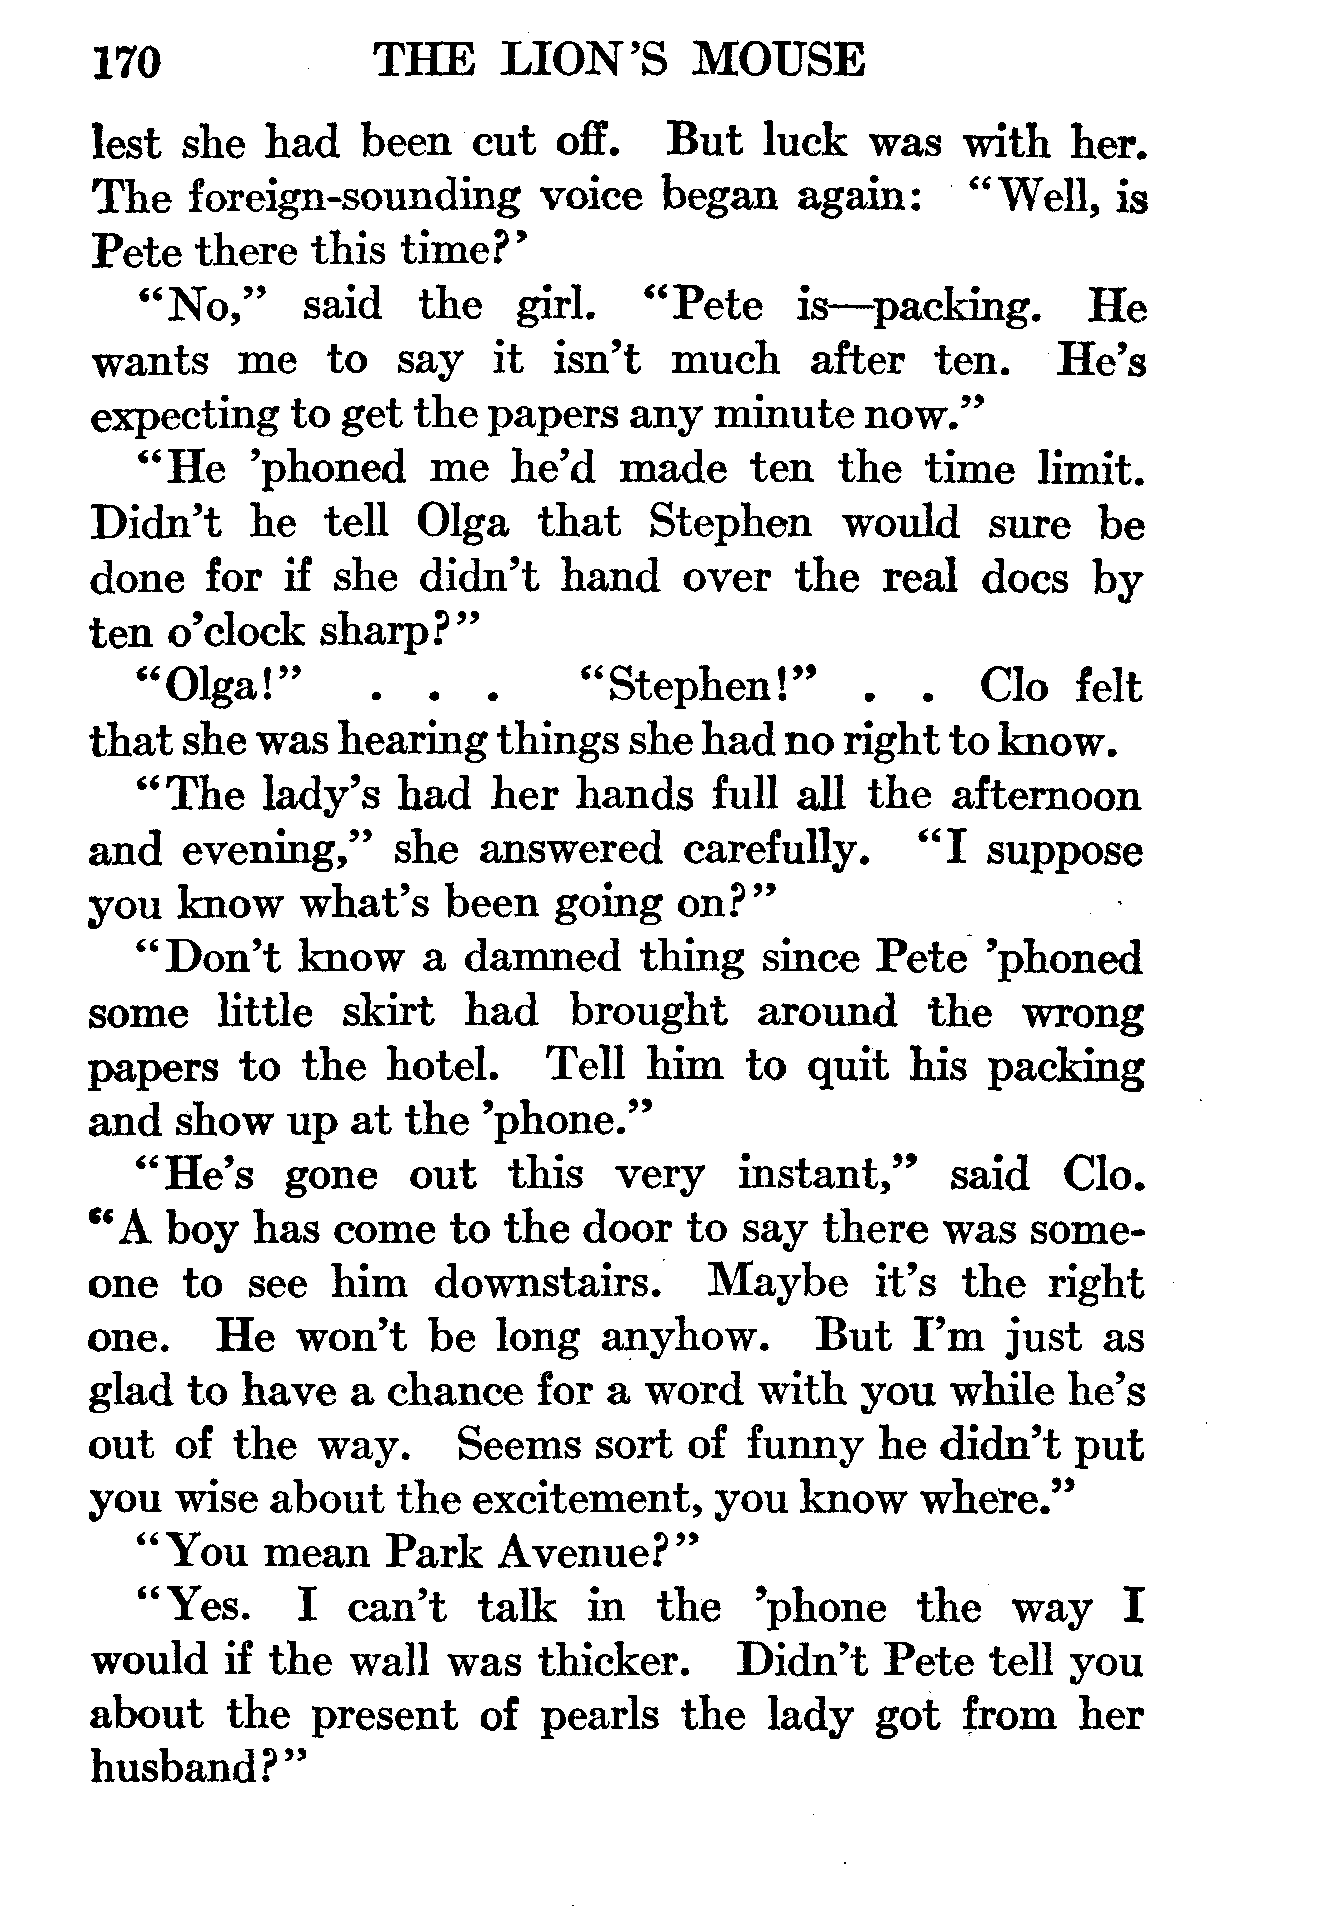 170 THE LION'S MOUSE
lest she had been cut off. But luck was with her.
The foreign-sounding voice began again: "Well, is
Pete there this time?'
"No," said the girl. "Pete is—packing. He
wants me to say it isn't much after ten. He's
expecting to get the papers any minute now."
"He 'phoned me he'd made ten the time limit.
Didn't he tell Olga that Stephen would sure be
done for if she didn't hand over the real docs by
ten o'clock sharp?"
"Olga!" . . . "Stephen!" . . Clo felt
that she was hearing things she had no right to know.
"The lady's had her hands full all the afternoon
and evening," she answered carefully. "I suppose
you know what's been going on?"
"Don't know a damned thing since Pete 'phoned
some little skirt had brought around the wrong
papers to the hotel. Tell him to quit his packing
and show up at the 'phone."
"He's gone out this very instant," said Clo.
"A boy has come to the door to say there was some-
one to see him downstairs. Maybe it's the right
one. He won't be long anyhow. But I'm just as
glad to have a chance for a word with you while he's
out of the way. Seems sort of funny he didn't put
you wise about the excitement, you know where."
"You mean Park Avenue?"
"Yes. I can't talk in the 'phone the way I
would if the wall was thicker. Didn't Pete tell you
about the present of pearls the lady got from her
husband?"